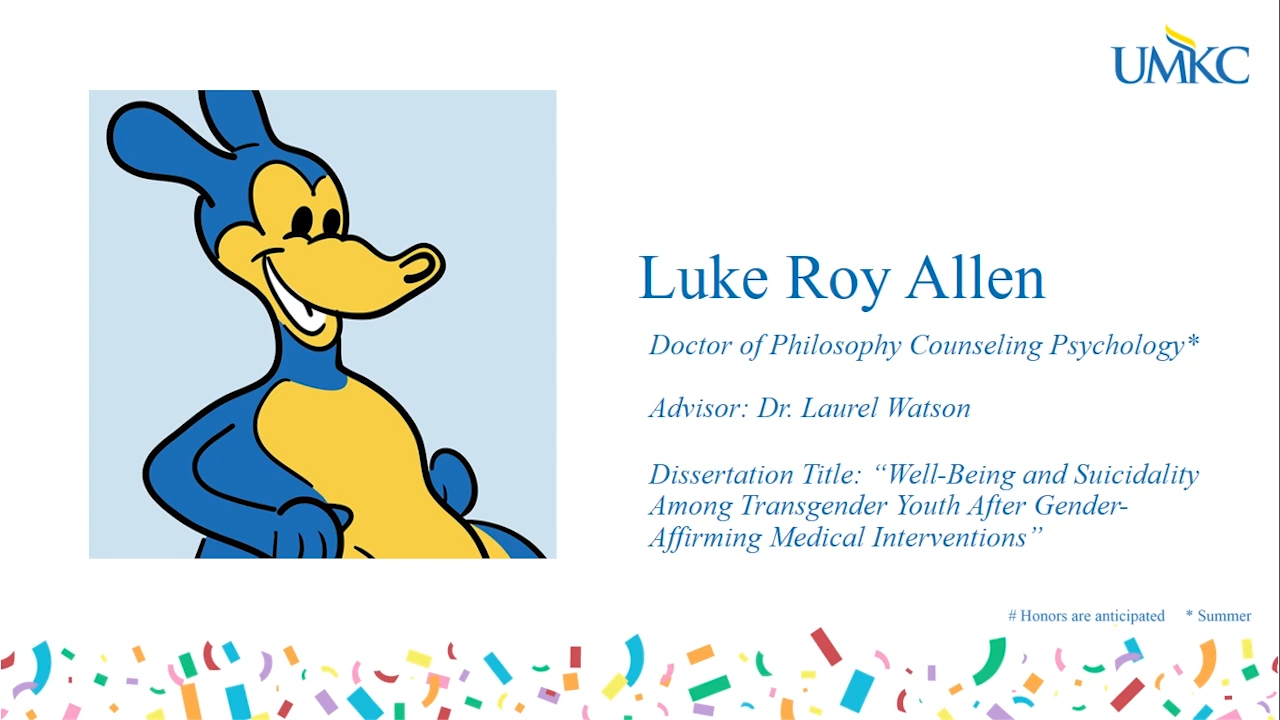 UMKC
Luke Roy Allen
Doctor of Philosophy Counseling Psychology*
Advisor: Dr. Laurel Watson
Dissertation Title: “Well-Being and Suicidality
Among Transgender Youth After Gender-
Affirming Medical Interventions”
# Honors are anticipated * Summer